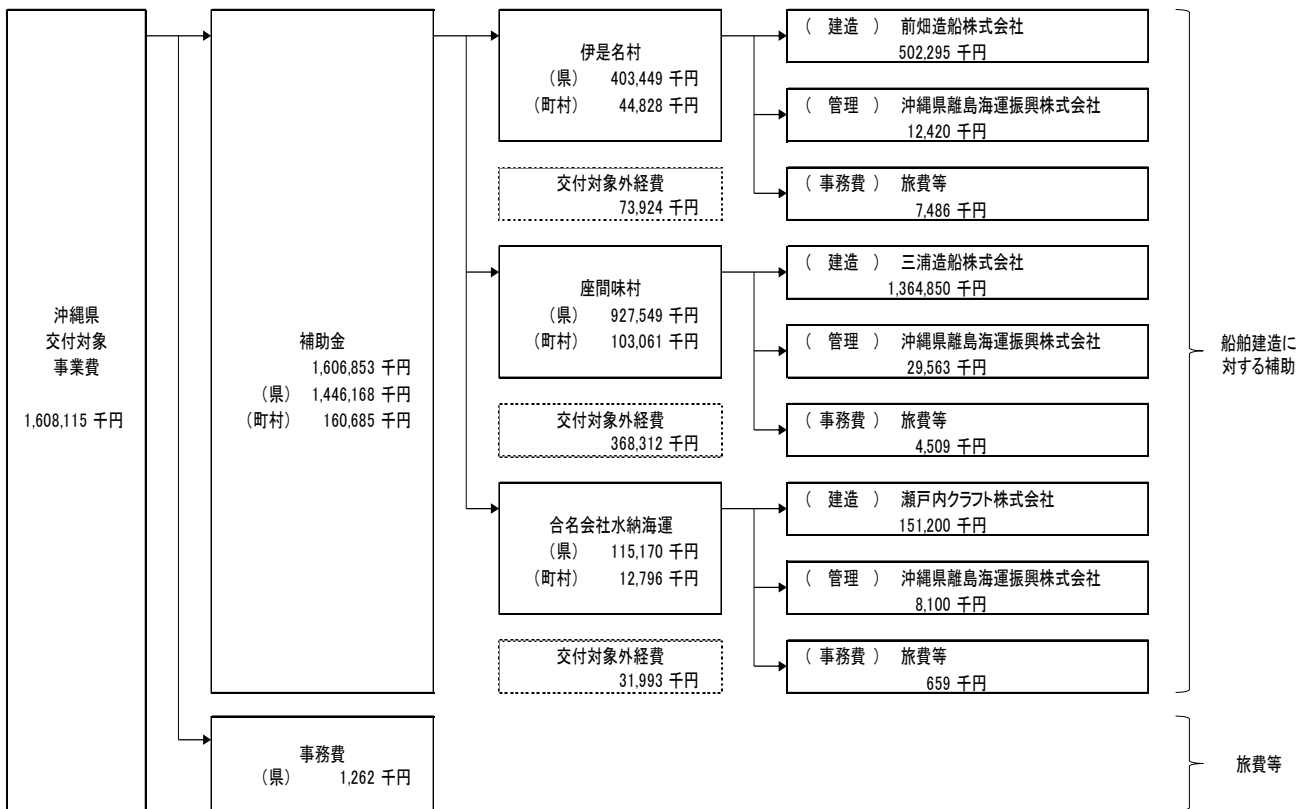 沖縄県
交付対象
事業費
1,608,115 千円
補助金
1,606,853 千円
（県） 1,446,168 千円
（町村） 160,685 千円
事務費
（県） 1,262 千円
伊是名村
（県） 403,449 千円
（町村） 44,828 千円
交付対象外経費
73,924 千円
座間味村
（県） 927,549 千円
（町村） 103,061 千円
交付対象外経費
368,312 千円
合名会社水納海運
（県） 115,170 千円
（町村） 12,796 千円
交付対象外経費
31,993 千円
（ 建造 ） 前畑造船株式会社
502,295 千円
（ 管理 ） 沖縄県離島海運振興株式会社
12,420 千円
（ 事務費 ） 旅費等
7,486 千円
（ 建造 ） 三浦造船株式会社
1,364,850 千円
（ 管理 ） 沖縄県離島海運振興株式会社
29,563 千円
（ 事務費 ） 旅費等
4,509 千円
（ 建造 ） 瀬戸内クラフト株式会社
151,200 千円
（ 管理 ） 沖縄県離島海運振興株式会社
8,100 千円
（ 事務費 ） 旅費等
659 千円
船舶建造に
対する補助
旅費等